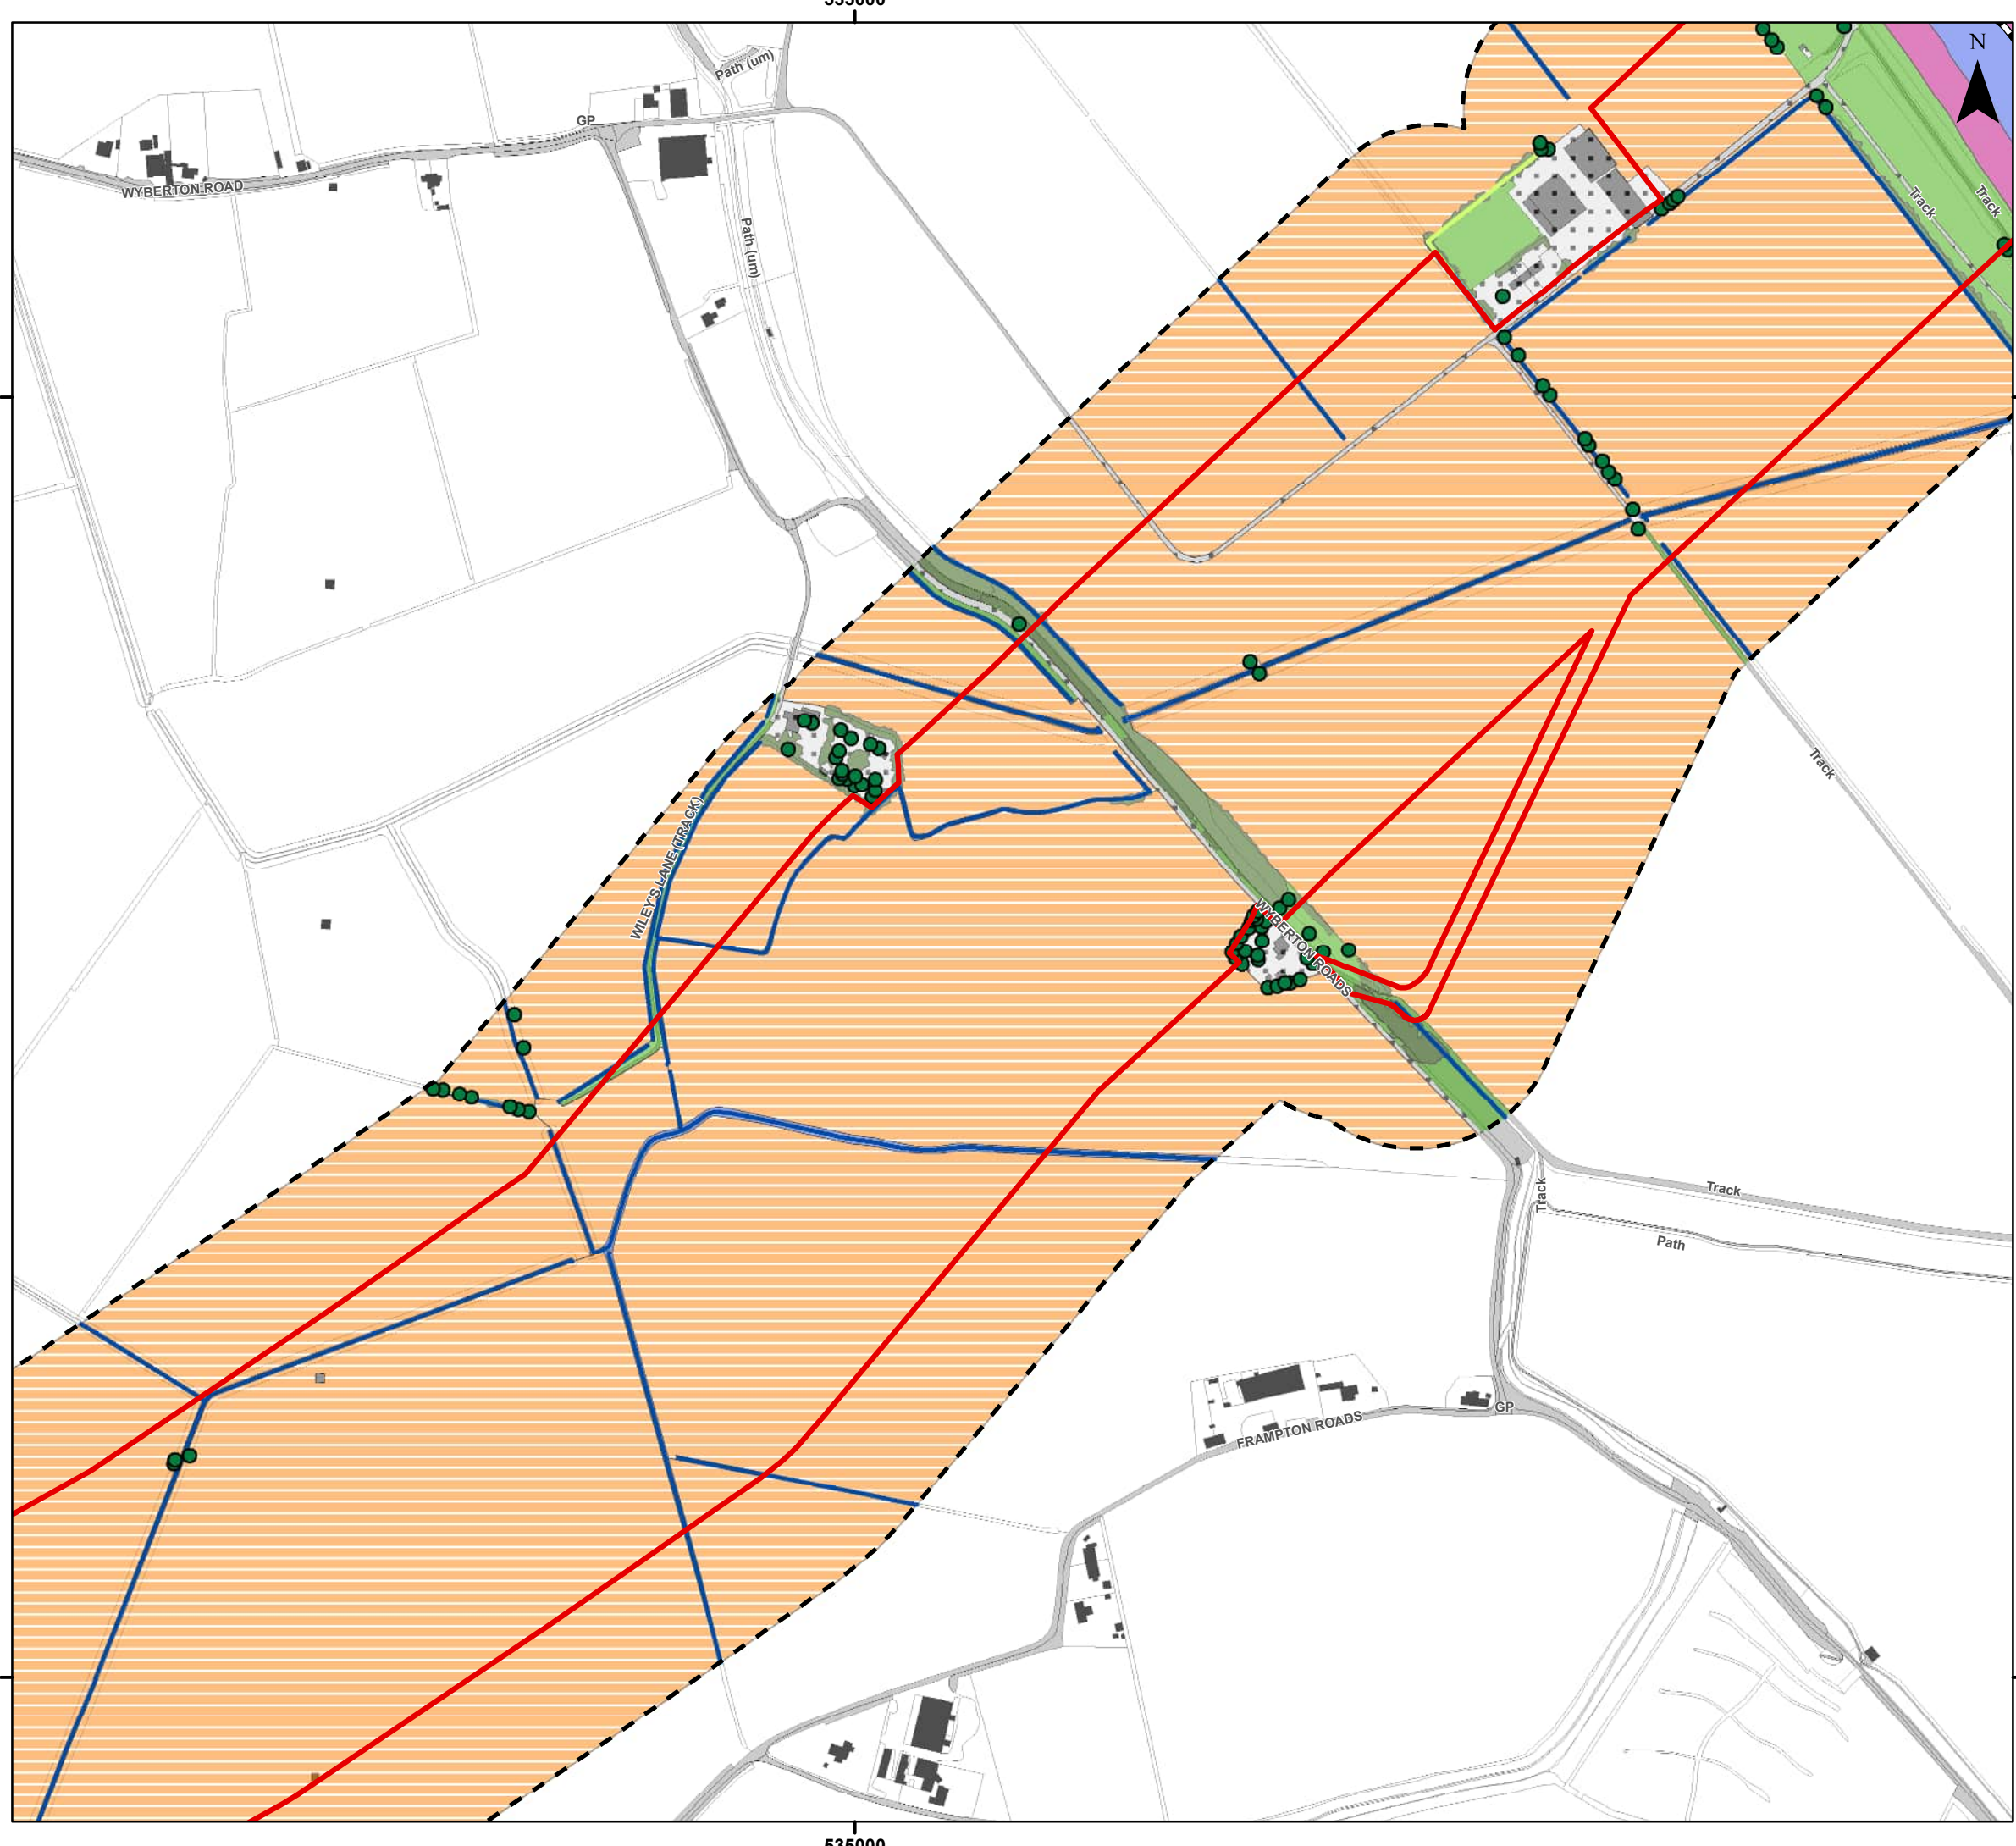 535000
N
Path (um)
GP
WYBERTON ROAD
Track
Track
Path (um)
WILEY'S LANE (TRACK)
Track
WYBERTON ROADS
Track
Track
Path
GP
FRAMPTON ROADS
535000